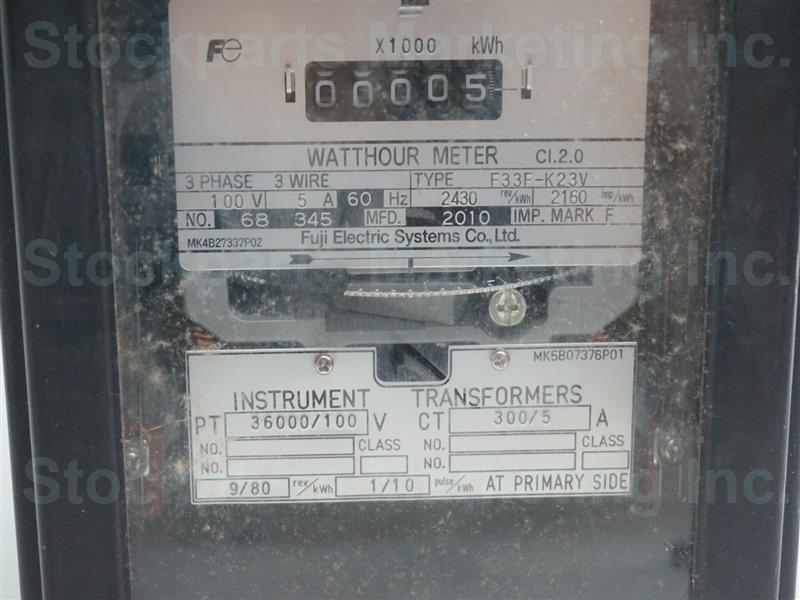 Stockparts Marketing Inc.
Fe X1000 kWh
00005
WATTHOUR METER Cl.2.0
3 PHASE 3 WIRE TYPE F33F-K23V
100 V 5 A 60 Hz 2430 rev/kWh 2160 imp/kWh
NO. 68 345 MFD. 2010 IMP. MARK F
MK4B27337P02 Fuji Electric Systems Co., Ltd.
Stockparts Marketing Inc.
MK5B07376P01
INSTRUMENT TRANSFORMERS
PT 36000/100 V CT 300/5 A
NO. CLASS NO. CLASS
NO. NO.
9/80 rev/kWh 1/10 pulse/kWh AT PRIMARY SIDE
Stockparts Marketing Inc.